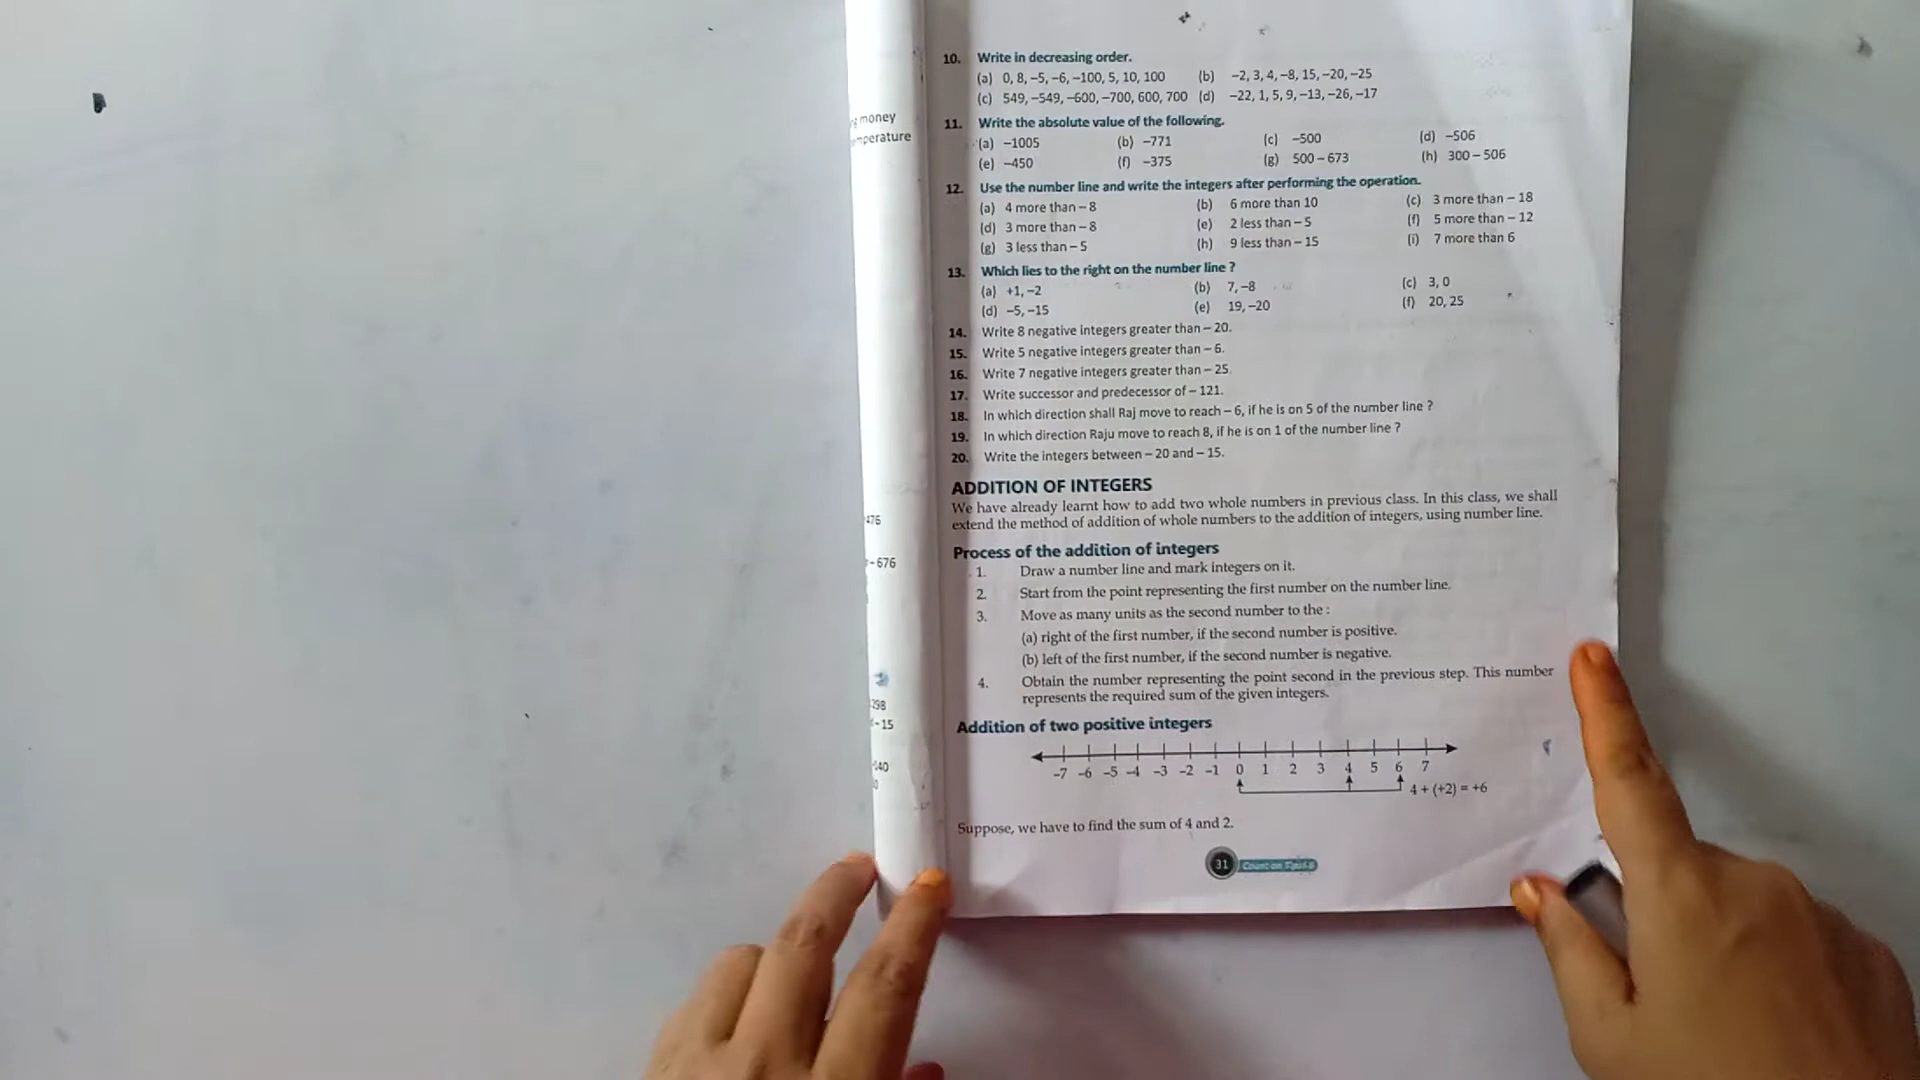 money
476
- 676
298
- 15
10. Write in decreasing order.
(a) 0, 8, –5, –6, –100, 5, 10, 100 (b) –2, 3, 4, –8, 15, –20, –25
(c) 549, –549, –600, –700, 600, 700 (d) –22, 1, 5, 9, –13, –26, –17
11. Write the absolute value of the following.
(a) –1005 (b) –771 (c) –500 (d) –506
(e) –450 (f) –375 (g) 500 – 673 (h) 300 – 506
12. Use the number line and write the integers after performing the operation.
(a) 4 more than – 8 (b) 6 more than 10 (c) 3 more than – 18
(d) 3 more than – 8 (e) 2 less than – 5 (f) 5 more than – 12
(g) 3 less than – 5 (h) 9 less than – 15 (i) 7 more than 6
13. Which lies to the right on the number line ?
(a) +1, –2 (b) 7, –8 (c) 3, 0
(d) –5, –15 (e) 19, –20 (f) 20, 25
14. Write 8 negative integers greater than – 20.
15. Write 5 negative integers greater than – 6.
16. Write 7 negative integers greater than – 25.
17. Write successor and predecessor of – 121.
18. In which direction shall Raj move to reach – 6, if he is on 5 of the number line ?
19. In which direction Raju move to reach 8, if he is on 1 of the number line ?
20. Write the integers between – 20 and – 15.
ADDITION OF INTEGERS
We have already learnt how to add two whole numbers in previous class. In this class, we shall
extend the method of addition of whole numbers to the addition of integers, using number line.
Process of the addition of integers
1. Draw a number line and mark integers on it.
2. Start from the point representing the first number on the number line.
3. Move as many units as the second number to the :
(a) right of the first number, if the second number is positive.
(b) left of the first number, if the second number is negative.
4. Obtain the number representing the point second in the previous step. This number
represents the required sum of the given integers.
Addition of two positive integers
–7 –6 –5 –4 –3 –2 –1 0 1 2 3 4 5 6 7
4 + (+2) = +6
Suppose, we have to find the sum of 4 and 2.
31 Count on